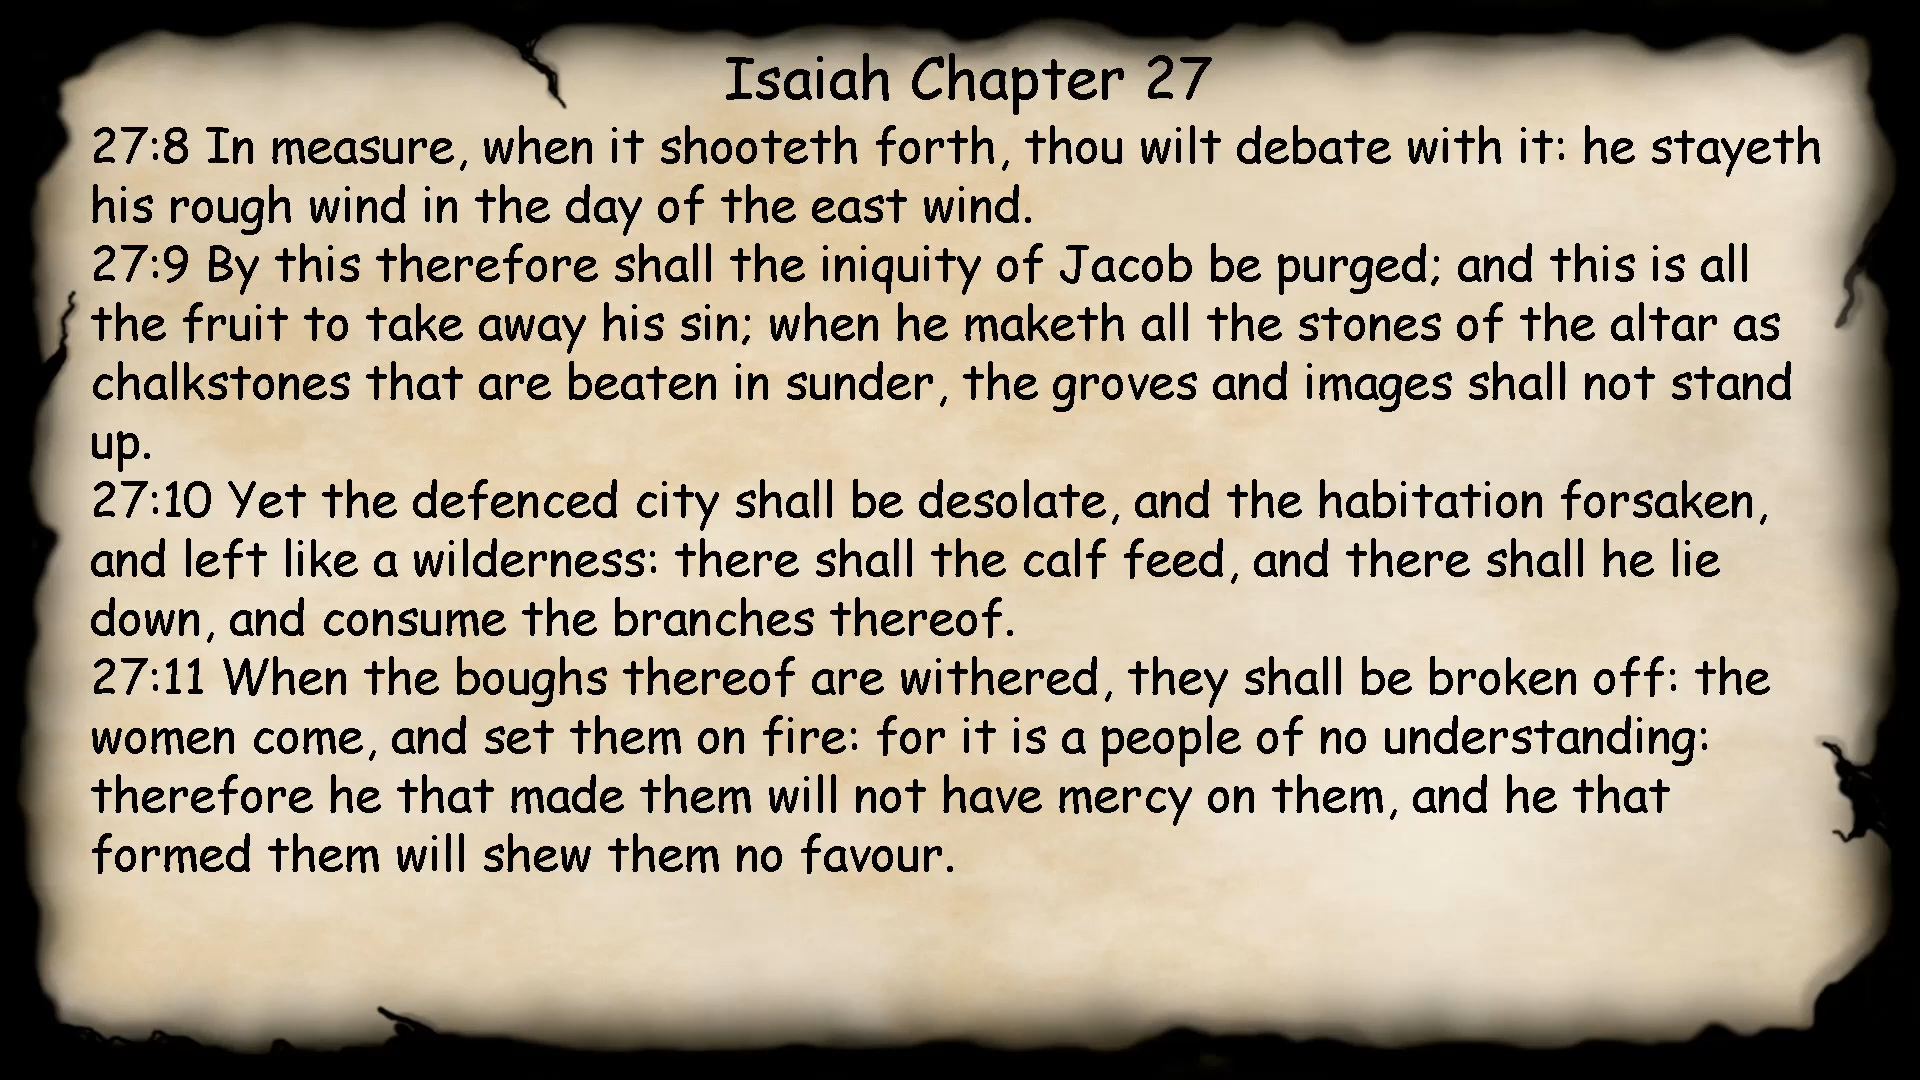 Isaiah Chapter 27
27:8 In measure, when it shooteth forth, thou wilt debate with it: he stayeth
his rough wind in the day of the east wind.
27:9 By this therefore shall the iniquity of Jacob be purged; and this is all
the fruit to take away his sin; when he maketh all the stones of the altar as
chalkstones that are beaten in sunder, the groves and images shall not stand
up.
27:10 Yet the defenced city shall be desolate, and the habitation forsaken,
and left like a wilderness: there shall the calf feed, and there shall he lie
down, and consume the branches thereof.
27:11 When the boughs thereof are withered, they shall be broken off: the
women come, and set them on fire: for it is a people of no understanding:
therefore he that made them will not have mercy on them, and he that
formed them will shew them no favour.